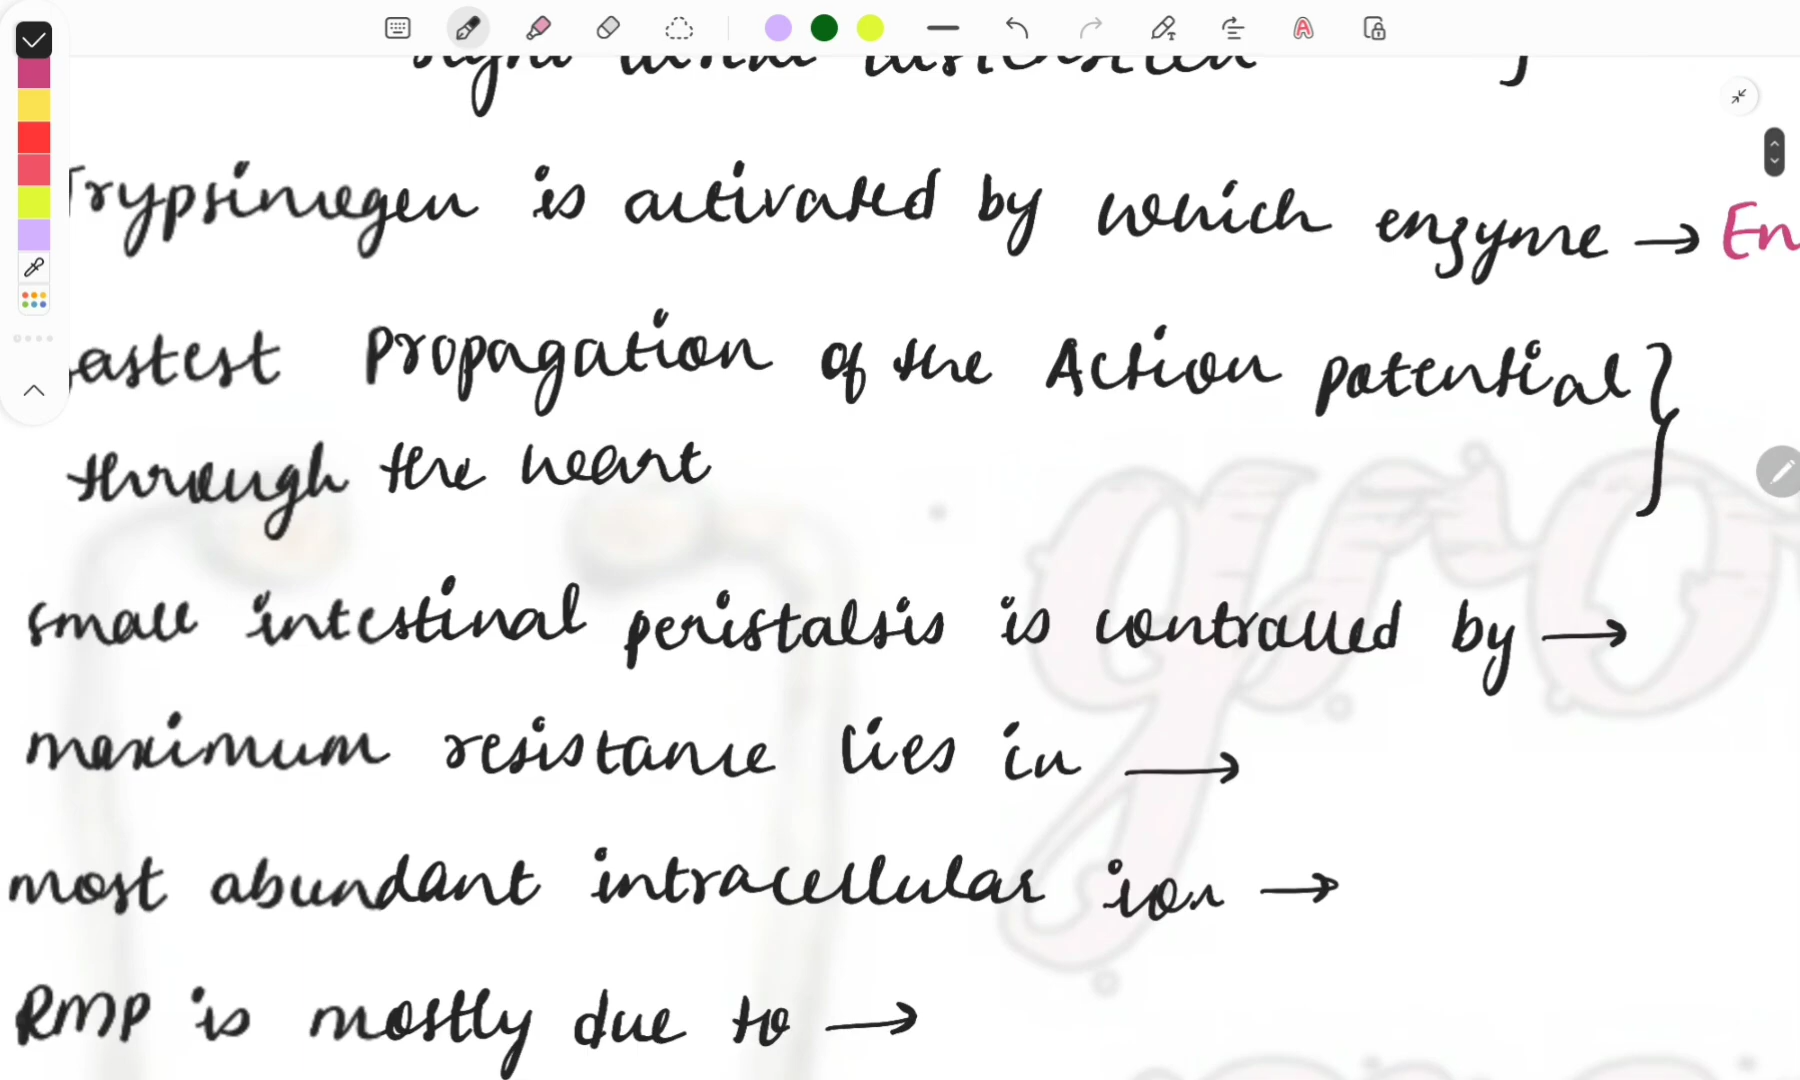 Trypsinogen is activated by which enzyme → En
astest Propagation of the Action potential }
through the heart
small intestinal peristalsis is controlled by →
maximum resistance lies in →
most abundant intracellular ion →
RMP is mostly due to →